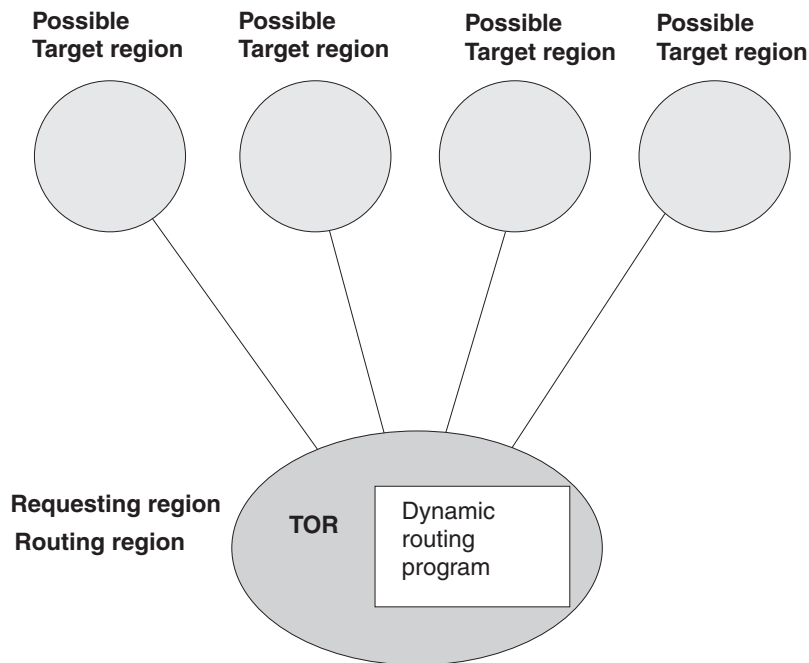 Possible
Target region
Possible
Target region
Possible
Target region
Possible
Target region
Requesting region
Routing region
TOR
Dynamic
routing
program